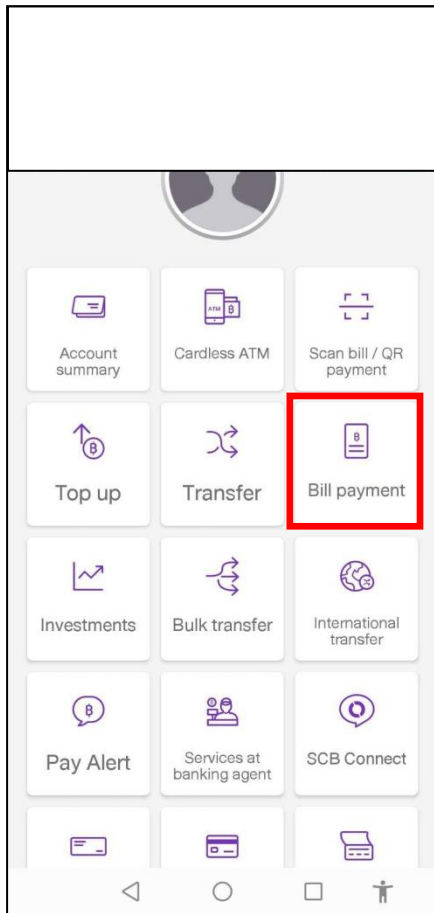 ATM
Account
summary
Cardless ATM
Scan bill / QR
payment
Top up
Transfer
Bill payment
Investments
Bulk transfer
International
transfer
Pay Alert
Services at
banking agent
SCB Connect